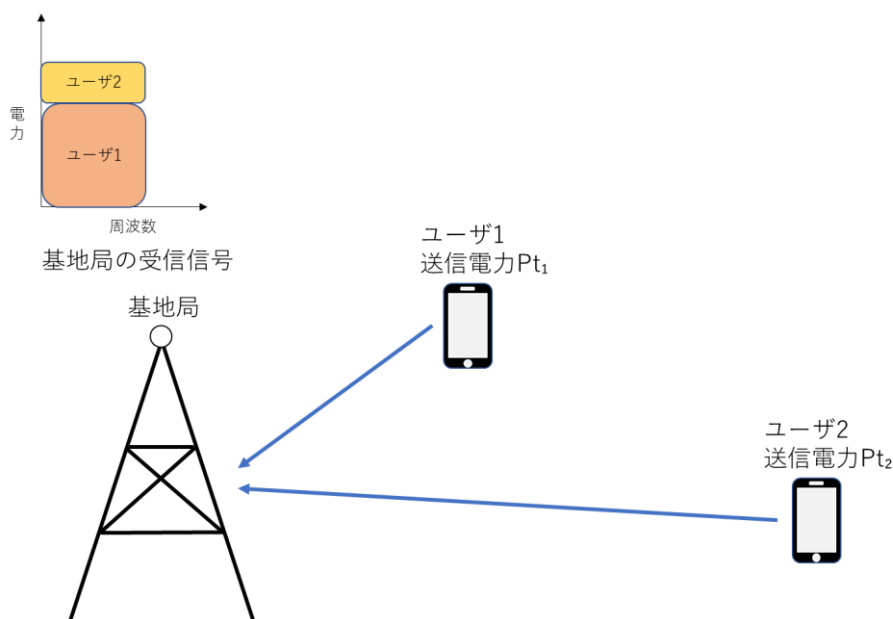 ユーザ2
電力
ユーザ1
周波数
基地局の受信信号
基地局
ユーザ1
送信電力Pt₁
ユーザ2
送信電力Pt₂